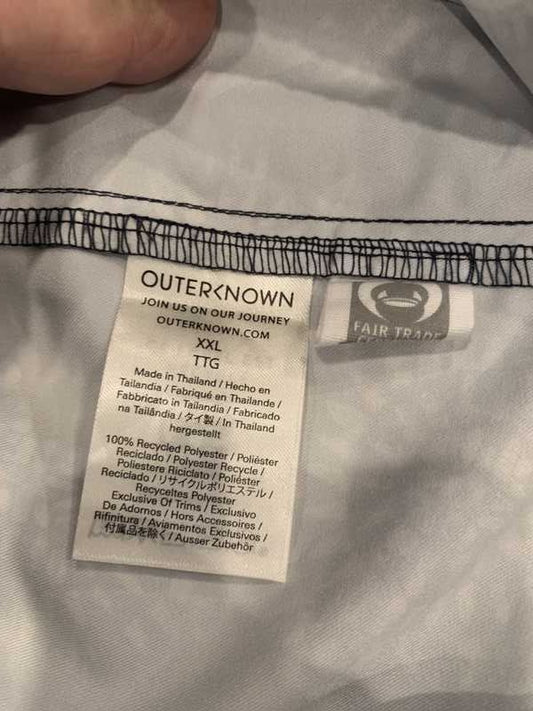 OUTERKNOWN
JOIN US ON OUR JOURNEY
OUTERKNOWN.COM
XXL
TTG
Made in Thailand / Hecho en
Tailandia / Fabriqué en Thaïlande /
Fabbricato in Tailandia / Fabricado
na Tailândia / タイ製 / In Thailand
hergestellt
100% Recycled Polyester / Poliéster
Reciclado / Polyester Recycle /
Poliestere Riciclato / Poliéster
Reciclado / リサイクルポリエステル /
Recyceltes Polyester
Exclusive Of Trims / Exclusivo
De Adornos / Hors Accessoires /
Rifinitura / Aviamentos Exclusivos /
付属品を除く / Ausser Zubehör
FAIR TRADE